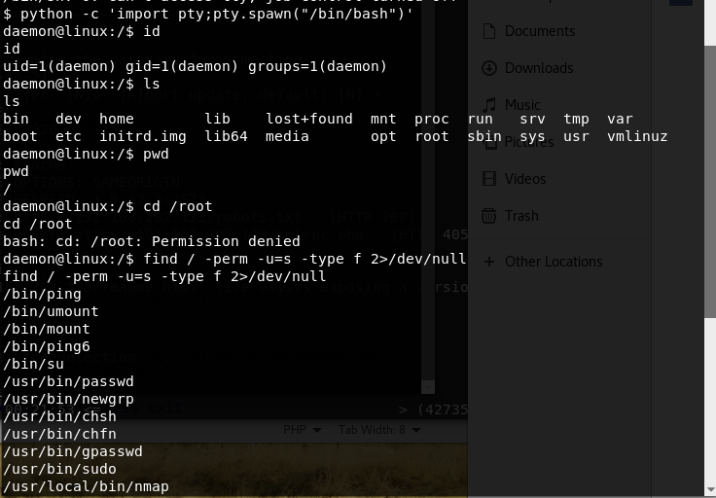 $ python -c 'import pty;pty.spawn("/bin/bash")'
daemon@linux:/$ id
id
uid=1(daemon) gid=1(daemon) groups=1(daemon)
daemon@linux:/$ ls
ls
bin   dev  home        lib    lost+found  mnt  proc  run   srv  tmp  var
boot  etc  initrd.img  lib64  media       opt  root  sbin  sys  usr  vmlinuz
daemon@linux:/$ pwd
pwd
/
daemon@linux:/$ cd /root
cd /root
bash: cd: /root: Permission denied
daemon@linux:/$ find / -perm -u=s -type f 2>/dev/null
find / -perm -u=s -type f 2>/dev/null
/bin/ping
/bin/umount
/bin/mount
/bin/ping6
/bin/su
/usr/bin/passwd
/usr/bin/newgrp
/usr/bin/chsh
/usr/bin/chfn
/usr/bin/gpasswd
/usr/bin/sudo
/usr/local/bin/nmap
Documents
Downloads
Music
Pictures
Videos
Trash
+ Other Locations
405
> (42735
PHP
Tab Width: 8